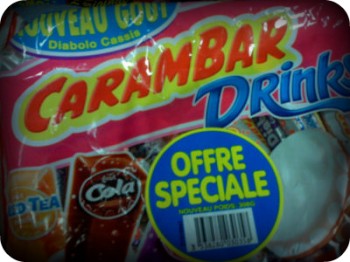 NOUVEAU GOÛT
Diabolo Cassis
CARAMBAR
Drinks
OFFRE
SPECIALE
ED TEA
Cola